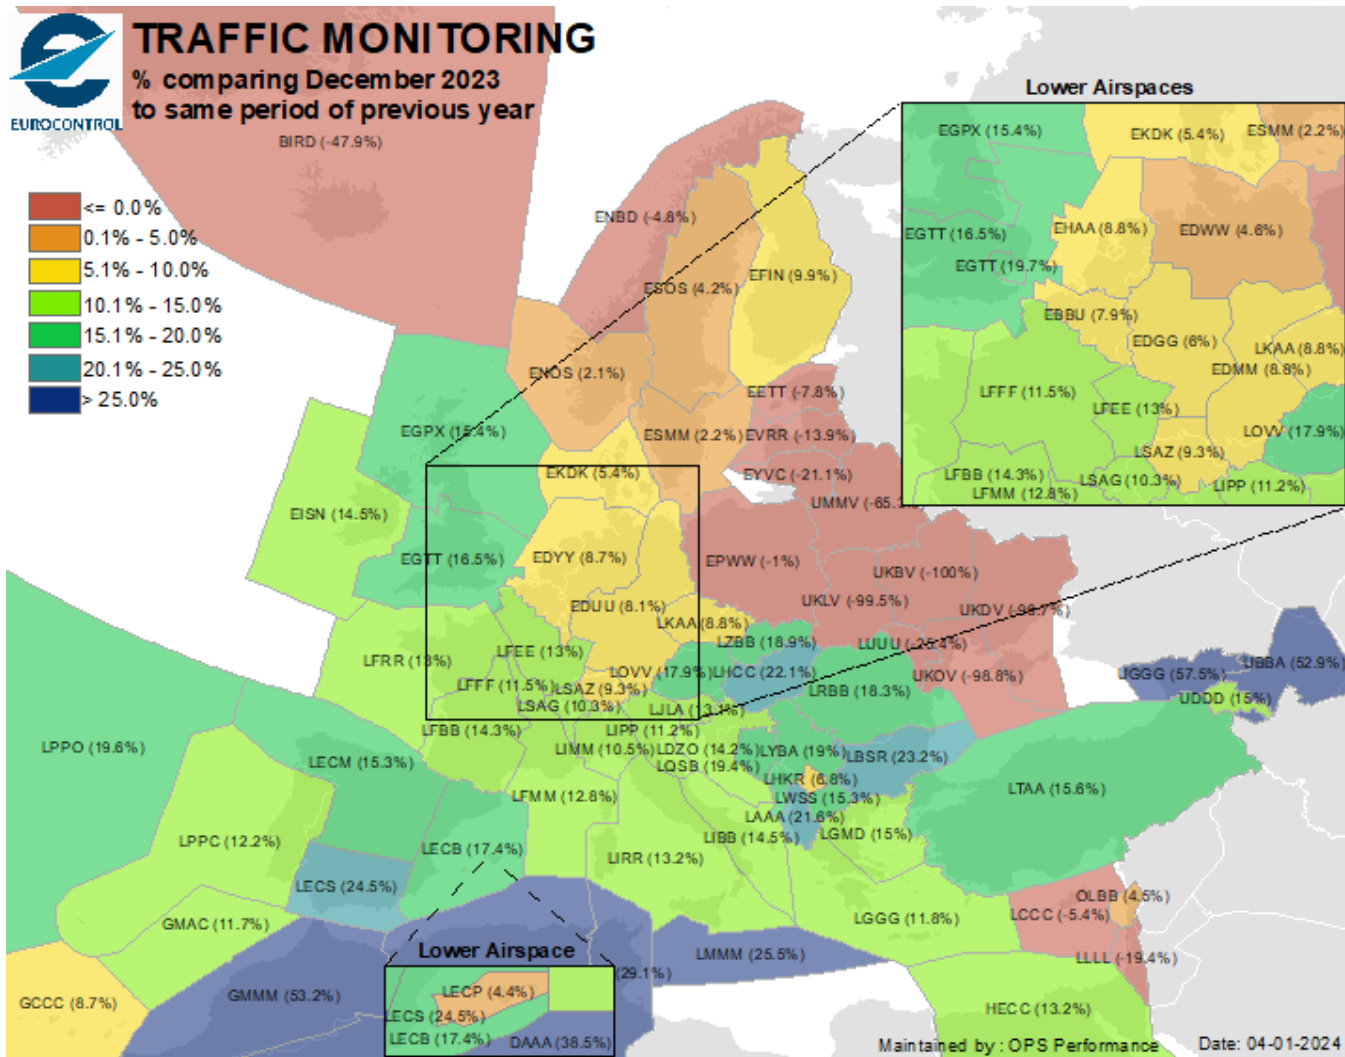 TRAFFIC MONITORING
% comparing December 2023
to same period of previous year
EUROCONTROL
BIRD (-47.9%)
<= 0.0%
0.1% - 5.0%
5.1% - 10.0%
10.1% - 15.0%
15.1% - 20.0%
20.1% - 25.0%
> 25.0%
Lower Airspaces
EGPX (15.4%)
EKDK (5.4%)
ESMM (2.2%)
EGTT (16.5%)
EHAA (8.8%)
EDWW (4.6%)
EGTT (19.7%)
EBBU (7.9%)
EDGG (6%)
LKAA (8.8%)
EDMM (8.8%)
LFFF (11.5%)
LFEE (13%)
LOVV (17.9%)
LSAZ (9.3%)
LFBB (14.3%)
LSAG (10.3%)
LIPP (11.2%)
LFMM (12.8%)
ENBD (-4.8%)
EFIN (9.9%)
ESOS (4.2%)
ENOS (2.1%)
EETT (-7.8%)
EGPX (15.4%)
ESMM (2.2%)
EVRR (-13.9%)
EKDK (5.4%)
EYVC (-21.1%)
UMMV (-65.
EISN (14.5%)
EGTT (16.5%)
EDYY (8.7%)
EPWW (-1%)
UKBV (-100%)
UKLV (-99.5%)
EDUU (8.1%)
UKDV
LKAA(8.8%)
LZBB (18.9%)
LUUU (-25.4%)
LFRR (13%)
LFEE (13%)
LOVV (17.9%)
LHCC (22.1%)
UKOV (-98.8%)
UGGG (57.5%)
UBBA (52.9%)
LFFF (11.5%)
LSAZ (9.3%)
LRBB (18.3%)
UDDD (15%)
LSAG (10.3%)
LJLA (13.1%)
LPPO (19.6%)
LFBB (14.3%)
LIPP (11.2%)
LECM (15.3%)
LIMM (10.5%)
LDZO (14.2%)
LYBA (19%)
LBSR (23.2%)
LQSB (19.4%)
LHKR (6.8%)
LTAA (15.6%)
LFMM (12.8%)
LWSS (15.3%)
LAAA (21.6%)
LPPC (12.2%)
LECB (17.4%)
LIBB (14.5%)
LGMD (15%)
LIRR (13.2%)
LECS (24.5%)
OLBB (4.5%)
GMAC (11.7%)
LGGG (11.8%)
LCCC (-5.4%)
Lower Airspace
LMMM (25.5%)
LLLL (-19.4%)
(29.1%)
GCCC (8.7%)
GMMM (53.2%)
LECP (4.4%)
LECS (24.5%)
HECC (13.2%)
LECB (17.4%)
DAAA (38.5%)
Maintained by : OPS Performance
Date: 04-01-2024